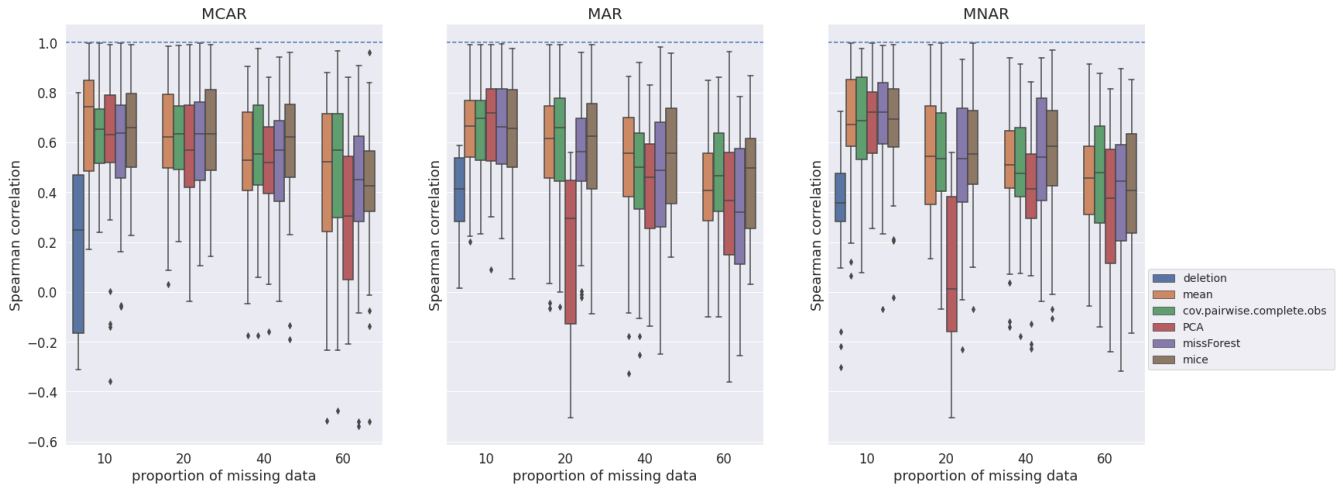 MCAR
MAR
MNAR
1.0
0.8
0.6
0.4
0.2
0.0
−0.2
−0.4
−0.6
Spearman correlation
Spearman correlation
Spearman correlation
10 20 40 60
10 20 40 60
10 20 40 60
proportion of missing data
proportion of missing data
proportion of missing data
deletion
mean
cov.pairwise.complete.obs
PCA
missForest
mice